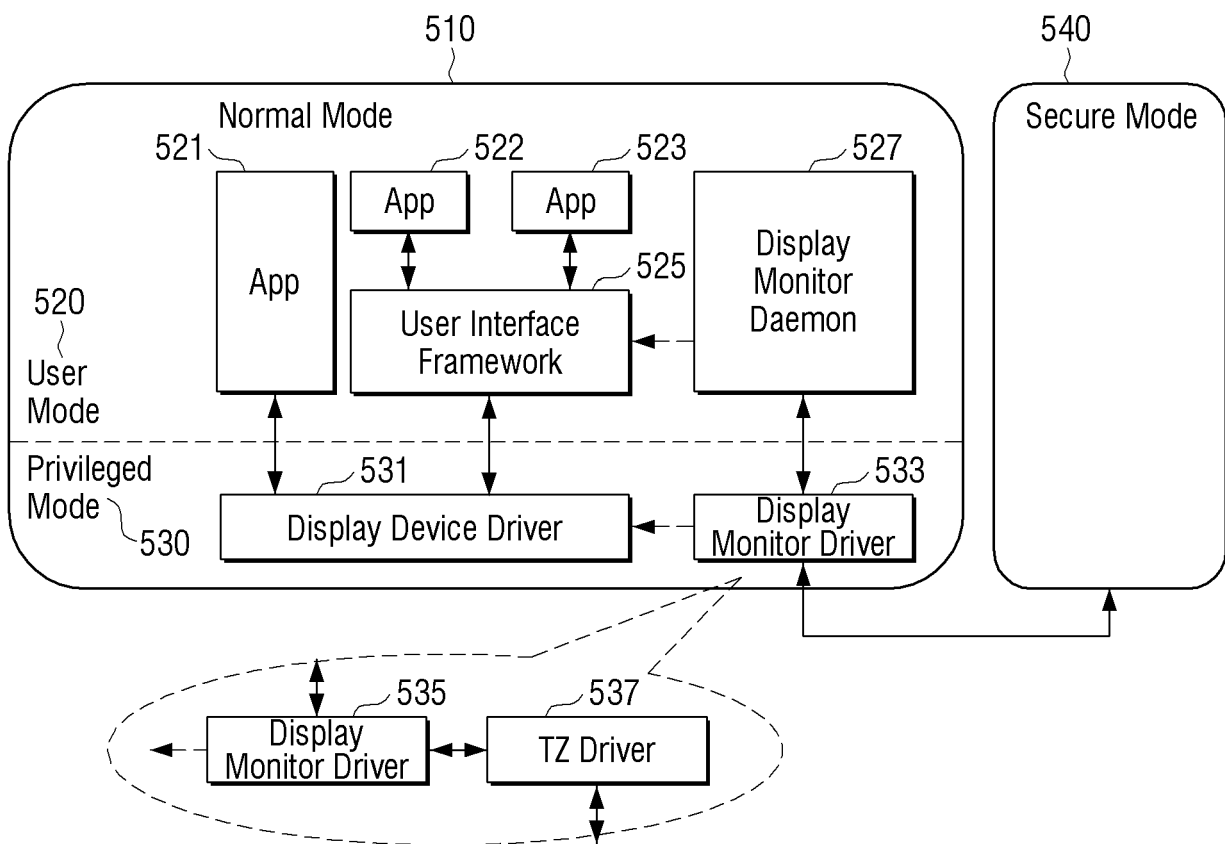 510
540
Normal Mode
Secure Mode
521
522
523
527
App
App
App
Display
Monitor
Daemon
525
User Interface
Framework
520
User
Mode
Privileged
Mode
530
531
Display Device Driver
533
Display
Monitor Driver
535
Display
Monitor Driver
537
TZ Driver